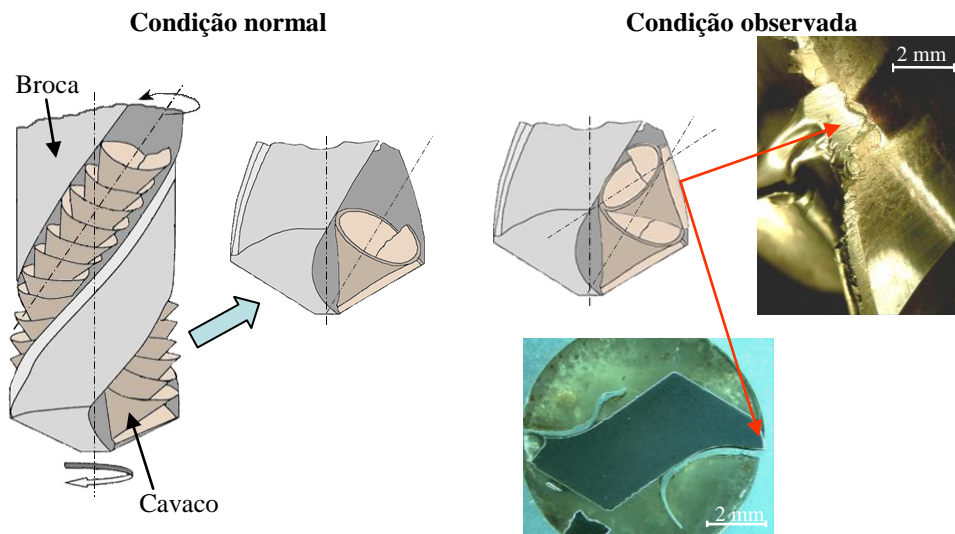 Condição normal
Condição observada
Broca
2 mm
Cavaco
2 mm